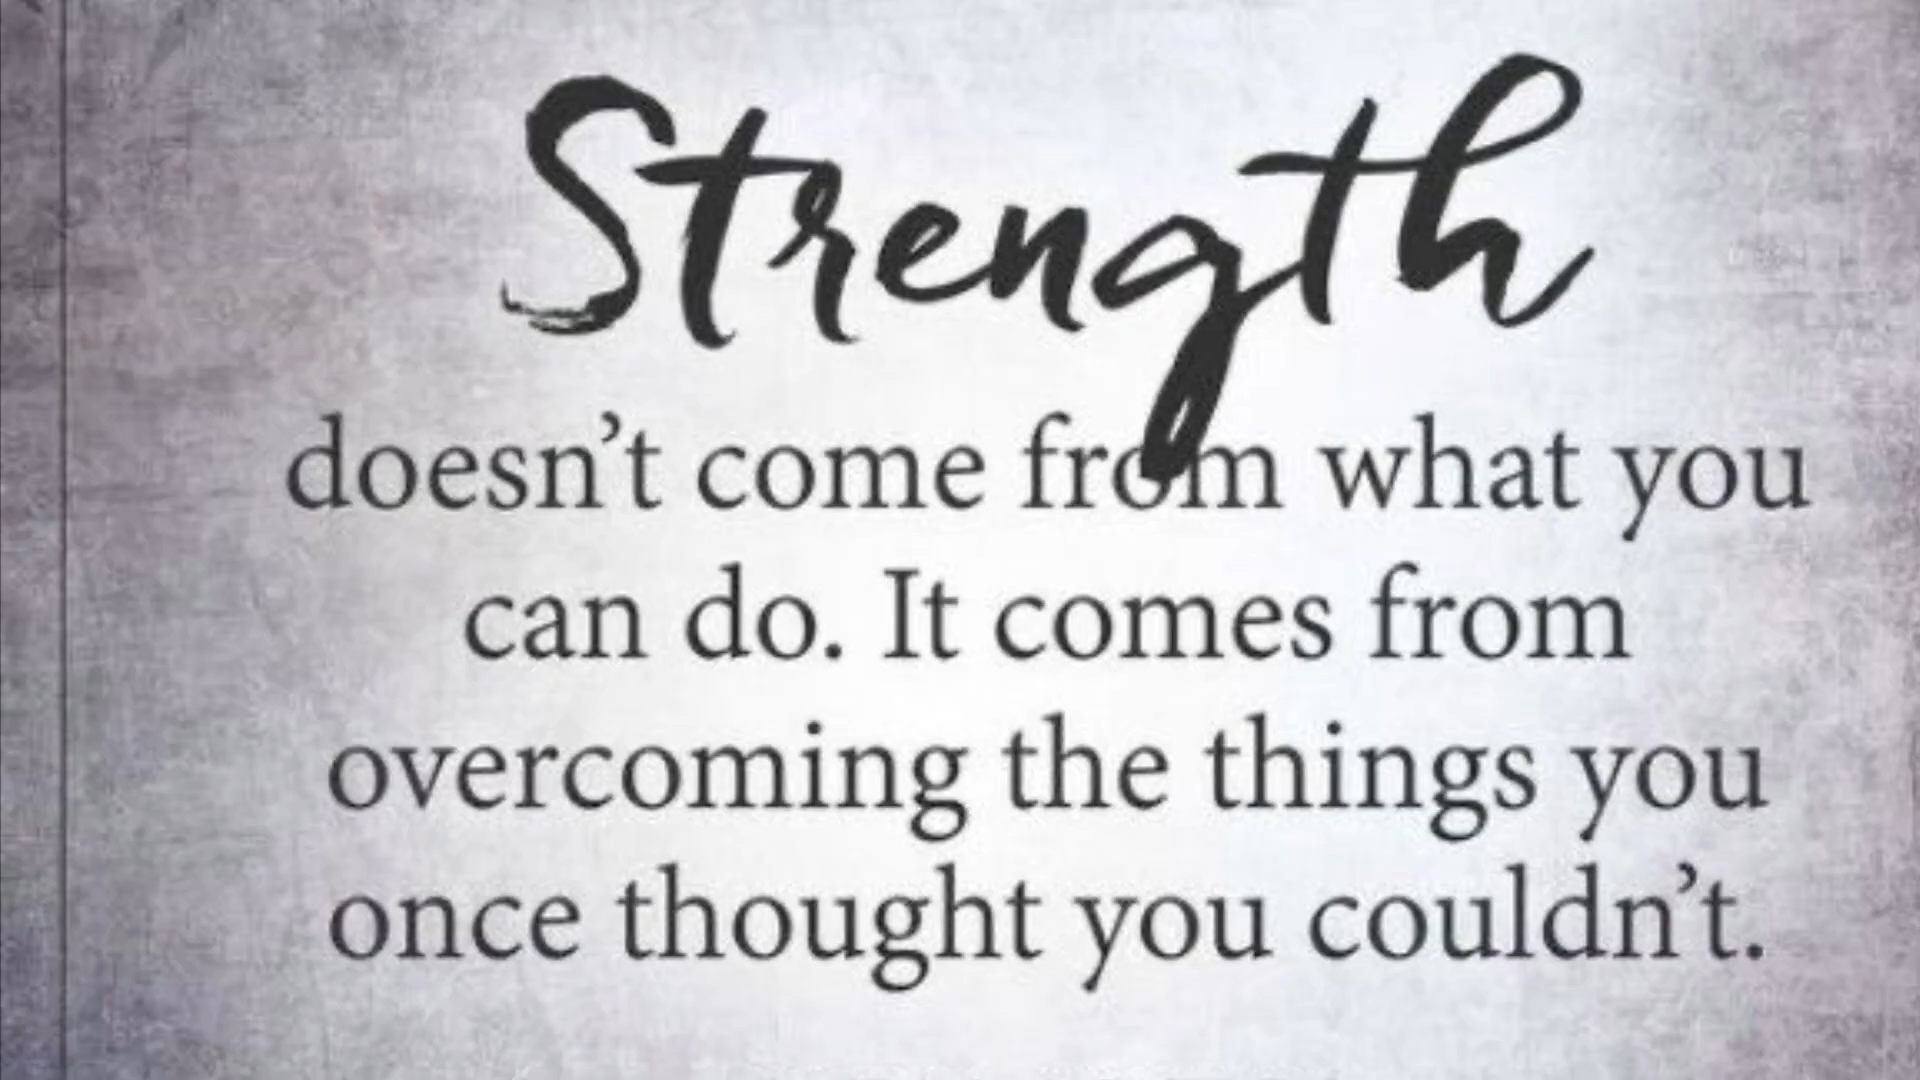 Strength
doesn’t come from what you
can do. It comes from
overcoming the things you
once thought you couldn’t.